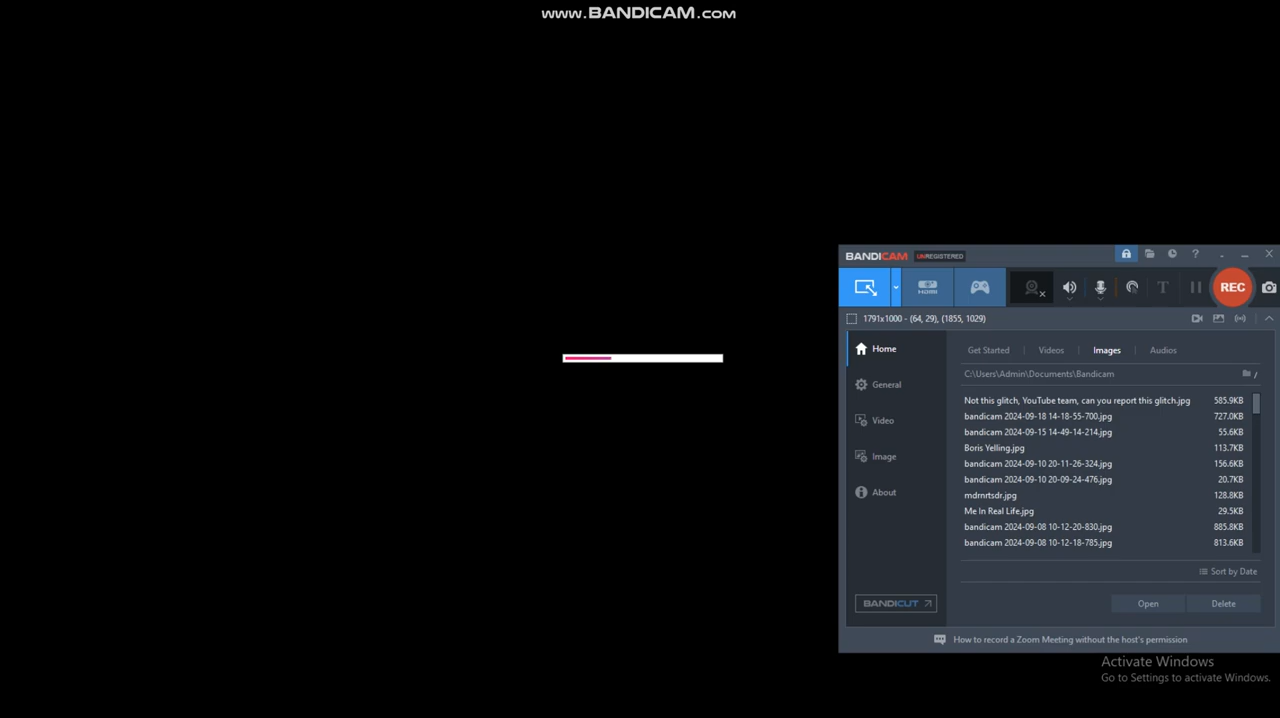 www.BANDICAM.com
BANDICAM UNREGISTERED
HDMI
REC
1791x1000 - (64, 29), (1855, 1029)
Home
General
Video
Image
About
BANDICUT
Get Started
Videos
Images
Audios
C:\Users\Admin\Documents\Bandicam
Not this glitch, YouTube team, can you report this glitch.jpg 585.9KB
bandicam 2024-09-18 14-18-55-700.jpg 727.0KB
bandicam 2024-09-15 14-49-14-214.jpg 55.6KB
Boris Yelling.jpg 113.7KB
bandicam 2024-09-10 20-11-26-324.jpg 156.6KB
bandicam 2024-09-10 20-09-24-476.jpg 20.7KB
mdrnrtsdr.jpg 128.8KB
Me In Real Life.jpg 29.5KB
bandicam 2024-09-08 10-12-20-830.jpg 885.8KB
bandicam 2024-09-08 10-12-18-785.jpg 813.6KB
Sort by Date
Open
Delete
How to record a Zoom Meeting without the host's permission
Activate Windows
Go to Settings to activate Windows.